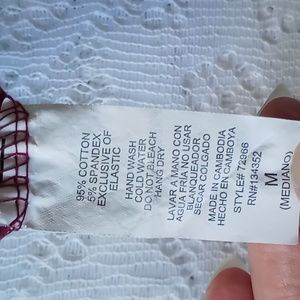 95% COTTON
5% SPANDEX
EXCLUSIVE OF
ELASTIC
HAND WASH
COLD WATER
DO NOT BLEACH
HANG DRY
LAVAR A MANO CON
AGUA FRIA NO USAR
BLANQUEADOR
SECAR COLGADO
MADE IN CAMBODIA
HECHO EN CAMBOYA
STYLE# 72966
RN#134352
M
(MEDIANO)